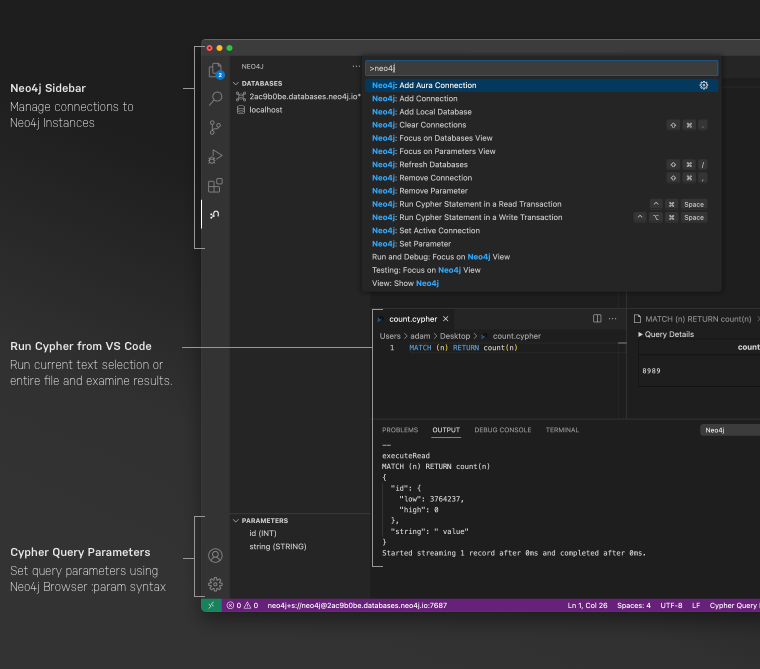 Neo4j Sidebar
Manage connections to
Neo4j Instances
Run Cypher from VS Code
Run current text selection or
entire file and examine results.
Cypher Query Parameters
Set query parameters using
Neo4j Browser :param syntax
2
NEO4J ···
DATABASES
2ac9b0be.databases.neo4j.io*
localhost
>neo4j
Neo4j: Add Aura Connection
Neo4j: Add Connection
Neo4j: Add Local Database
Neo4j: Clear Connections ⇧ ⌘ .
Neo4j: Focus on Databases View
Neo4j: Focus on Parameters View
Neo4j: Refresh Databases ⇧ ⌘ /
Neo4j: Remove Connection ⇧ ⌘ ,
Neo4j: Remove Parameter
Neo4j: Run Cypher Statement in a Read Transaction ^ ⌘ Space
Neo4j: Run Cypher Statement in a Write Transaction ^ ⌥ ⌘ Space
Neo4j: Set Active Connection
Neo4j: Set Parameter
Run and Debug: Focus on Neo4j View
Testing: Focus on Neo4j View
View: Show Neo4j
count.cypher
Users > adam > Desktop > count.cypher
1 MATCH (n) RETURN count(n)
MATCH (n) RETURN count(n)
Query Details
count
8989
PROBLEMS OUTPUT DEBUG CONSOLE TERMINAL Neo4j
--
executeRead
MATCH (n) RETURN count(n)
{
"id": {
"low": 3764237,
"high": 0
},
"string": " value"
}
Started streaming 1 record after 0ms and completed after 0ms.
PARAMETERS
id (INT)
string (STRING)
0 0 neo4j+s://neo4j@2ac9b0be.databases.neo4j.io:7687 Ln 1, Col 26 Spaces: 4 UTF-8 LF Cypher Query